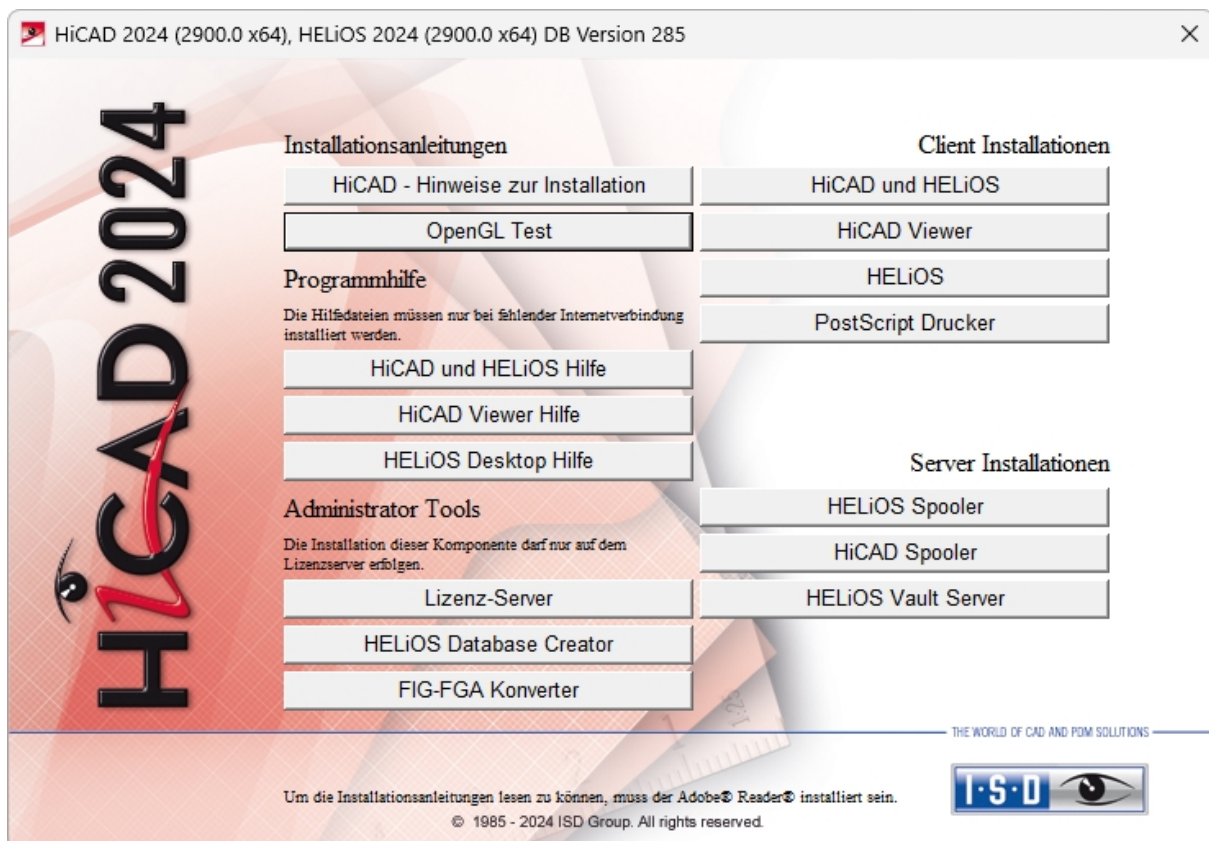 HiCAD 2024 (2900.0 x64), HELiOS 2024 (2900.0 x64) DB Version 285
HiCAD 2024
Installationsanleitungen
HiCAD - Hinweise zur Installation
OpenGL Test
Programmhilfe
Die Hilfedateien müssen nur bei fehlender Internetverbindung
installiert werden.
HiCAD und HELiOS Hilfe
HiCAD Viewer Hilfe
HELiOS Desktop Hilfe
Administrator Tools
Die Installation dieser Komponente darf nur auf dem
Lizenzserver erfolgen.
Lizenz-Server
HELiOS Database Creator
FIG-FGA Konverter
Client Installationen
HiCAD und HELiOS
HiCAD Viewer
HELiOS
PostScript Drucker
Server Installationen
HELiOS Spooler
HiCAD Spooler
HELiOS Vault Server
THE WORLD OF CAD AND PDM SOLUTIONS
I·S·D
Um die Installationsanleitungen lesen zu können, muss der Adobe® Reader® installiert sein.
© 1985 - 2024 ISD Group. All rights reserved.